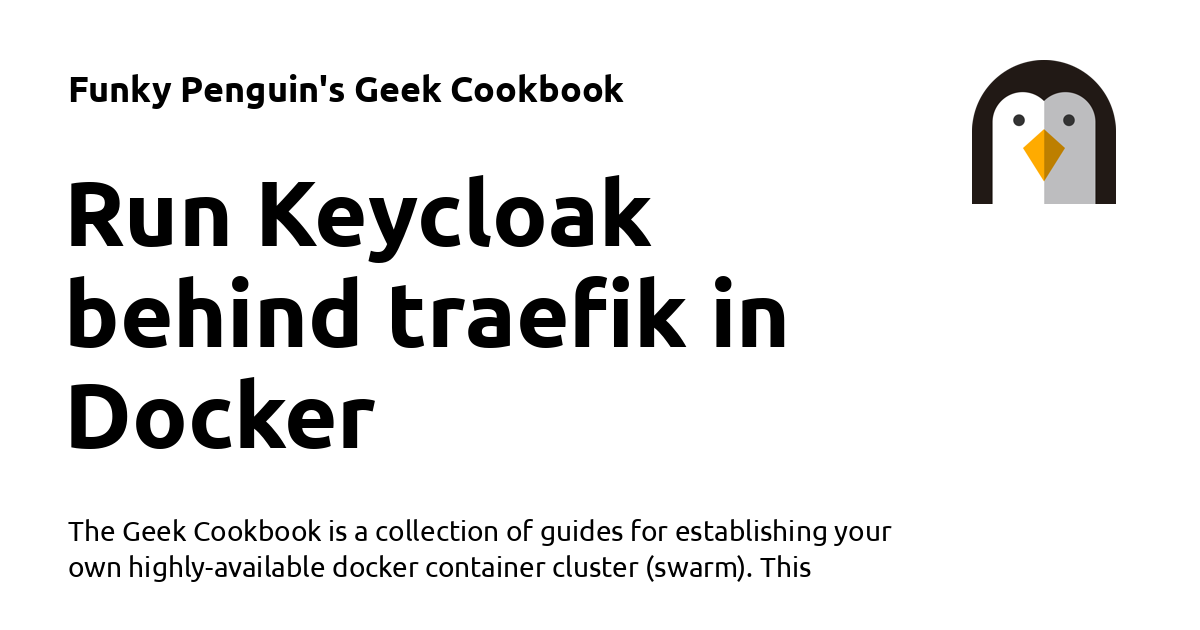 Funky Penguin's Geek Cookbook
Run Keycloak
behind traefik in
Docker
The Geek Cookbook is a collection of guides for establishing your
own highly-available docker container cluster (swarm). This